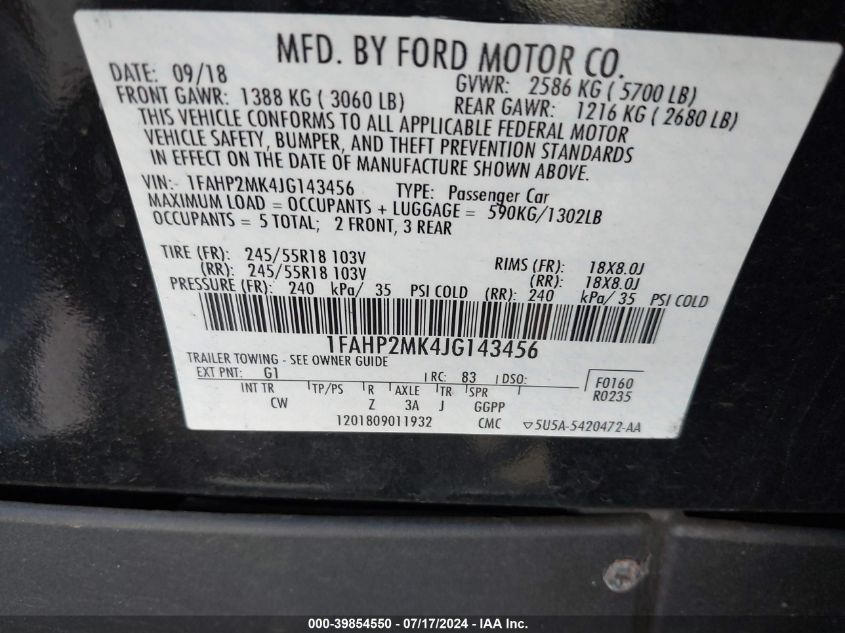 MFD. BY FORD MOTOR CO.
DATE: 09/18 GVWR: 2586 KG ( 5700 LB)
FRONT GAWR: 1388 KG ( 3060 LB) REAR GAWR: 1216 KG ( 2680 LB)
THIS VEHICLE CONFORMS TO ALL APPLICABLE FEDERAL MOTOR
VEHICLE SAFETY, BUMPER, AND THEFT PREVENTION STANDARDS
IN EFFECT ON THE DATE OF MANUFACTURE SHOWN ABOVE.
VIN:- 1FAHP2MK4JG143456 TYPE: Passenger Car
MAXIMUM LOAD = OCCUPANTS + LUGGAGE = 590KG/1302LB
OCCUPANTS = 5 TOTAL; 2 FRONT, 3 REAR
TIRE (FR): 245/55R18 103V RIMS (FR): 18X8.0J
(RR): 245/55R18 103V (RR): 18X8.0J
PRESSURE (FR): 240 kPa/ 35 PSI COLD (RR): 240 kPa/ 35 PSI COLD
1FAHP2MK4JG143456
TRAILER TOWING - SEE OWNER GUIDE
EXT PNT: G1 RC: 83 DSO: F0160
R0235
INT TR TP/PS R AXLE TR SPR
CW Z 3A J GGPP
1201809011932 CMC ▽5U5A-5420472-AA
000-39854550 - 07/17/2024 - IAA Inc.